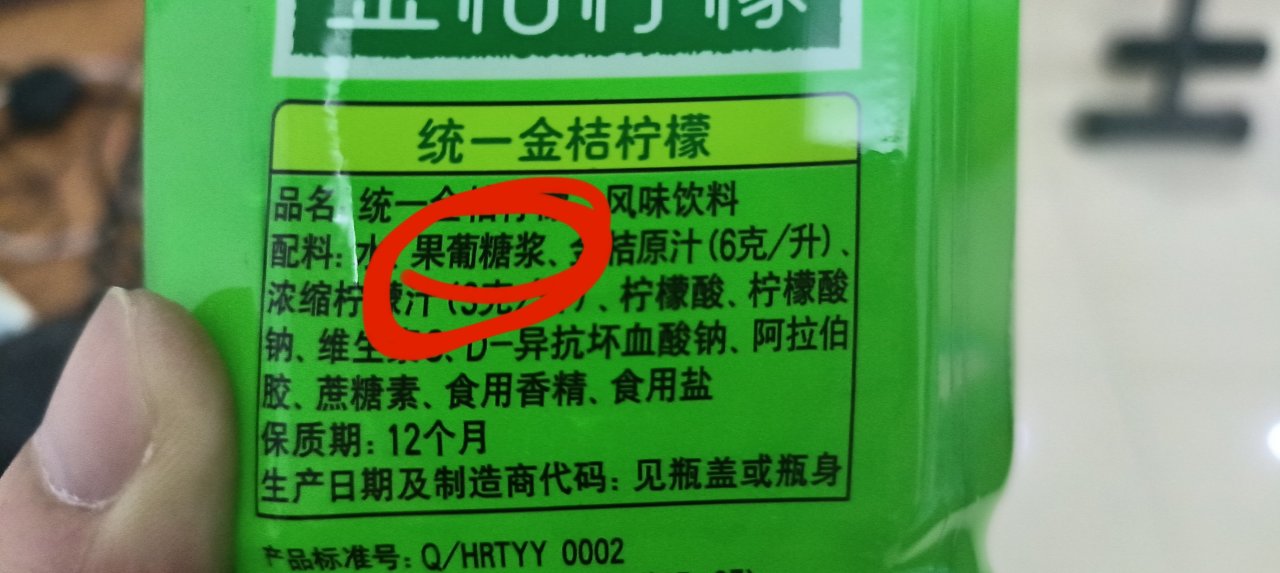 金桔柠檬
统一金桔柠檬
品名:统一金桔柠檬 风味饮料
配料:水、果葡糖浆、金桔原汁(6克/升)、
浓缩柠檬汁(3克/升)、柠檬酸、柠檬酸
钠、维生素C、D-异抗坏血酸钠、阿拉伯
胶、蔗糖素、食用香精、食用盐
保质期:12个月
生产日期及制造商代码:见瓶盖或瓶身
产品标准号:Q/HRTYY 0002